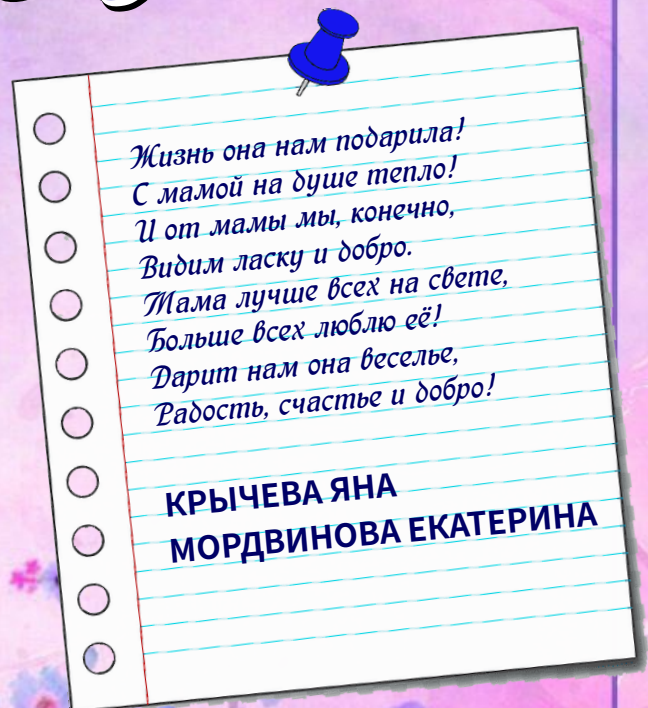 Жизнь она нам подарила!
С мамой на душе тепло!
И от мамы мы, конечно,
Видим ласку и добро.
Мама лучше всех на свете,
Больше всех люблю её!
Дарит нам она веселье,
Радость, счастье и добро!
КРЫЧЕВА ЯНА
МОРДВИНОВА ЕКАТЕРИНА